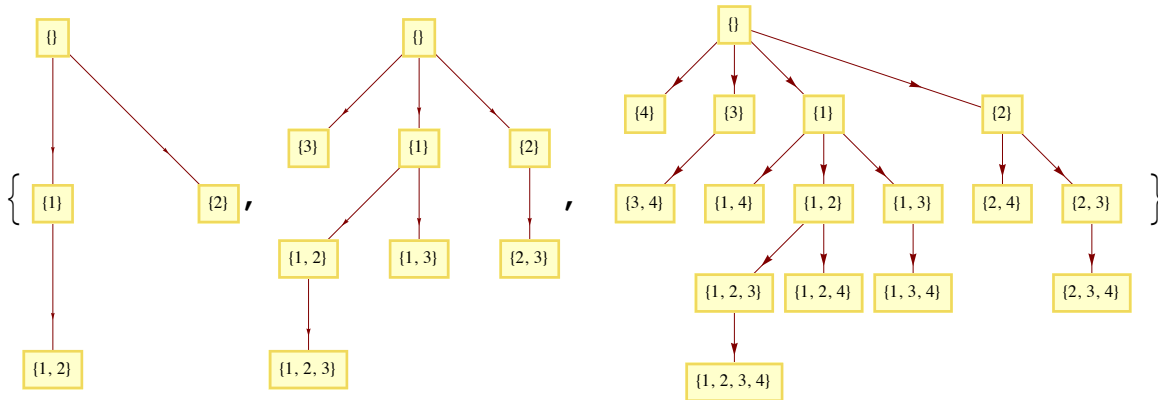 {} {} {}
{4} {3} {1} {2}
{3} {1} {2}
{ {1} {2} , , {3, 4} {1, 4} {1, 2} {1, 3} {2, 4} {2, 3} }
{1, 2} {1, 3} {2, 3}
{1, 2, 3} {1, 2, 4} {1, 3, 4} {2, 3, 4}
{1, 2} {1, 2, 3}
{1, 2, 3, 4}